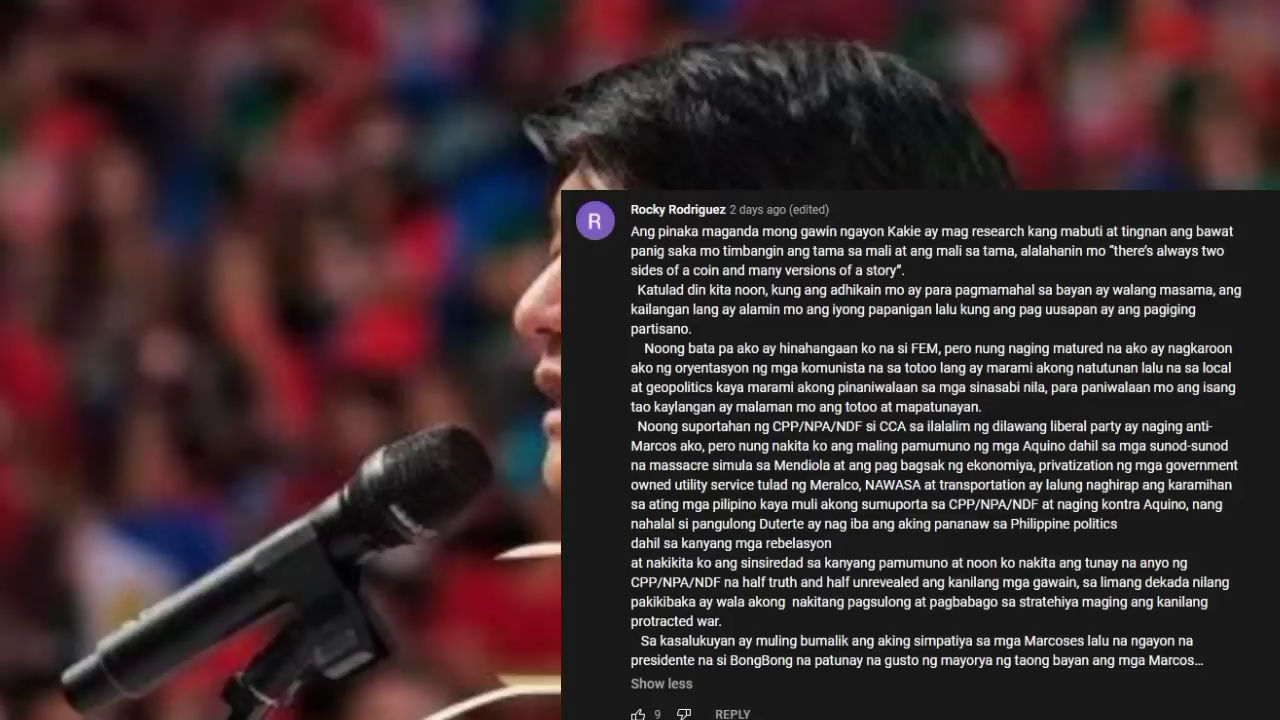 R
Rocky Rodriguez 2 days ago (edited)
Ang pinaka maganda mong gawin ngayon Kakie ay mag research kang mabuti at tingnan ang bawat
panig saka mo timbangin ang tama sa mali at ang mali sa tama, alalahanin mo “there's always two
sides of a coin and many versions of a story”.
Katulad din kita noon, kung ang adhikain mo ay para pagmamahal sa bayan ay walang masama, ang
kailangan lang ay alamin mo ang iyong papanigan lalu kung ang pag uusapan ay ang pagiging
partisano.
Noong bata pa ako ay hinahangaan ko na si FEM, pero nung naging matured na ako ay nagkaroon
ako ng oryentasyon ng mga komunista na sa totoo lang ay marami akong natutunan lalu na sa local
at geopolitics kaya marami akong pinaniwalaan sa mga sinasabi nila, para paniwalaan mo ang isang
tao kaylangan ay malaman mo ang totoo at mapatunayan.
Noong suportahan ng CPP/NPA/NDF si CCA sa ilalalim ng dilawang liberal party ay naging anti-
Marcos ako, pero nung nakita ko ang maling pamumuno ng mga Aquino dahil sa mga sunod-sunod
na massacre simula sa Mendiola at ang pag bagsak ng ekonomiya, privatization ng mga government
owned utility service tulad ng Meralco, NAWASA at transportation ay lalung naghirap ang karamihan
sa ating mga pilipino kaya muli akong sumuporta sa CPP/NPA/NDF at naging kontra Aquino, nang
nahalal si pangulong Duterte ay nag iba ang aking pananaw sa Philippine politics
dahil sa kanyang mga rebelasyon
at nakikita ko ang sinsiredad sa kanyang pamumuno at noon ko nakita ang tunay na anyo ng
CPP/NPA/NDF na half truth and half unrevealed ang kanilang mga gawain, sa limang dekada nilang
pakikibaka ay wala akong nakitang pagsulong at pagbabago sa stratehiya maging ang kanilang
protracted war.
Sa kasalukuyan ay muling bumalik ang aking simpatiya sa mga Marcoses lalu na ngayon na
presidente na si BongBong na patunay na gusto ng mayorya ng taong bayan ang mga Marcos...
Show less
9 REPLY